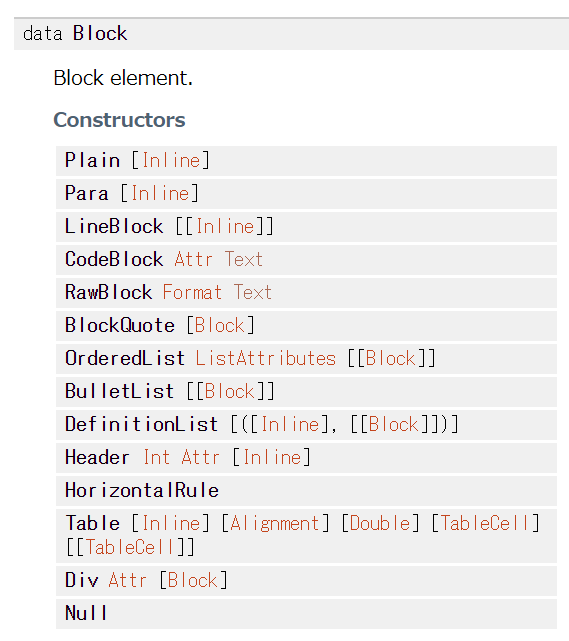 data Block
Block element.
Constructors
Plain [Inline]
Para [Inline]
LineBlock [[Inline]]
CodeBlock Attr Text
RawBlock Format Text
BlockQuote [Block]
OrderedList ListAttributes [[Block]]
BulletList [[Block]]
DefinitionList [([Inline], [[Block]])]
Header Int Attr [Inline]
HorizontalRule
Table [Inline] [Alignment] [Double] [TableCell]
[[TableCell]]
Div Attr [Block]
Null